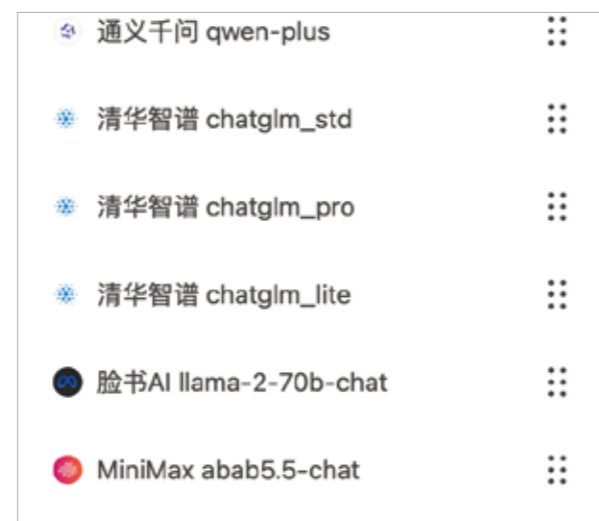 通义千问 qwen-plus
清华智谱 chatglm_std
清华智谱 chatglm_pro
清华智谱 chatglm_lite
脸书AI llama-2-70b-chat
MiniMax abab5.5-chat